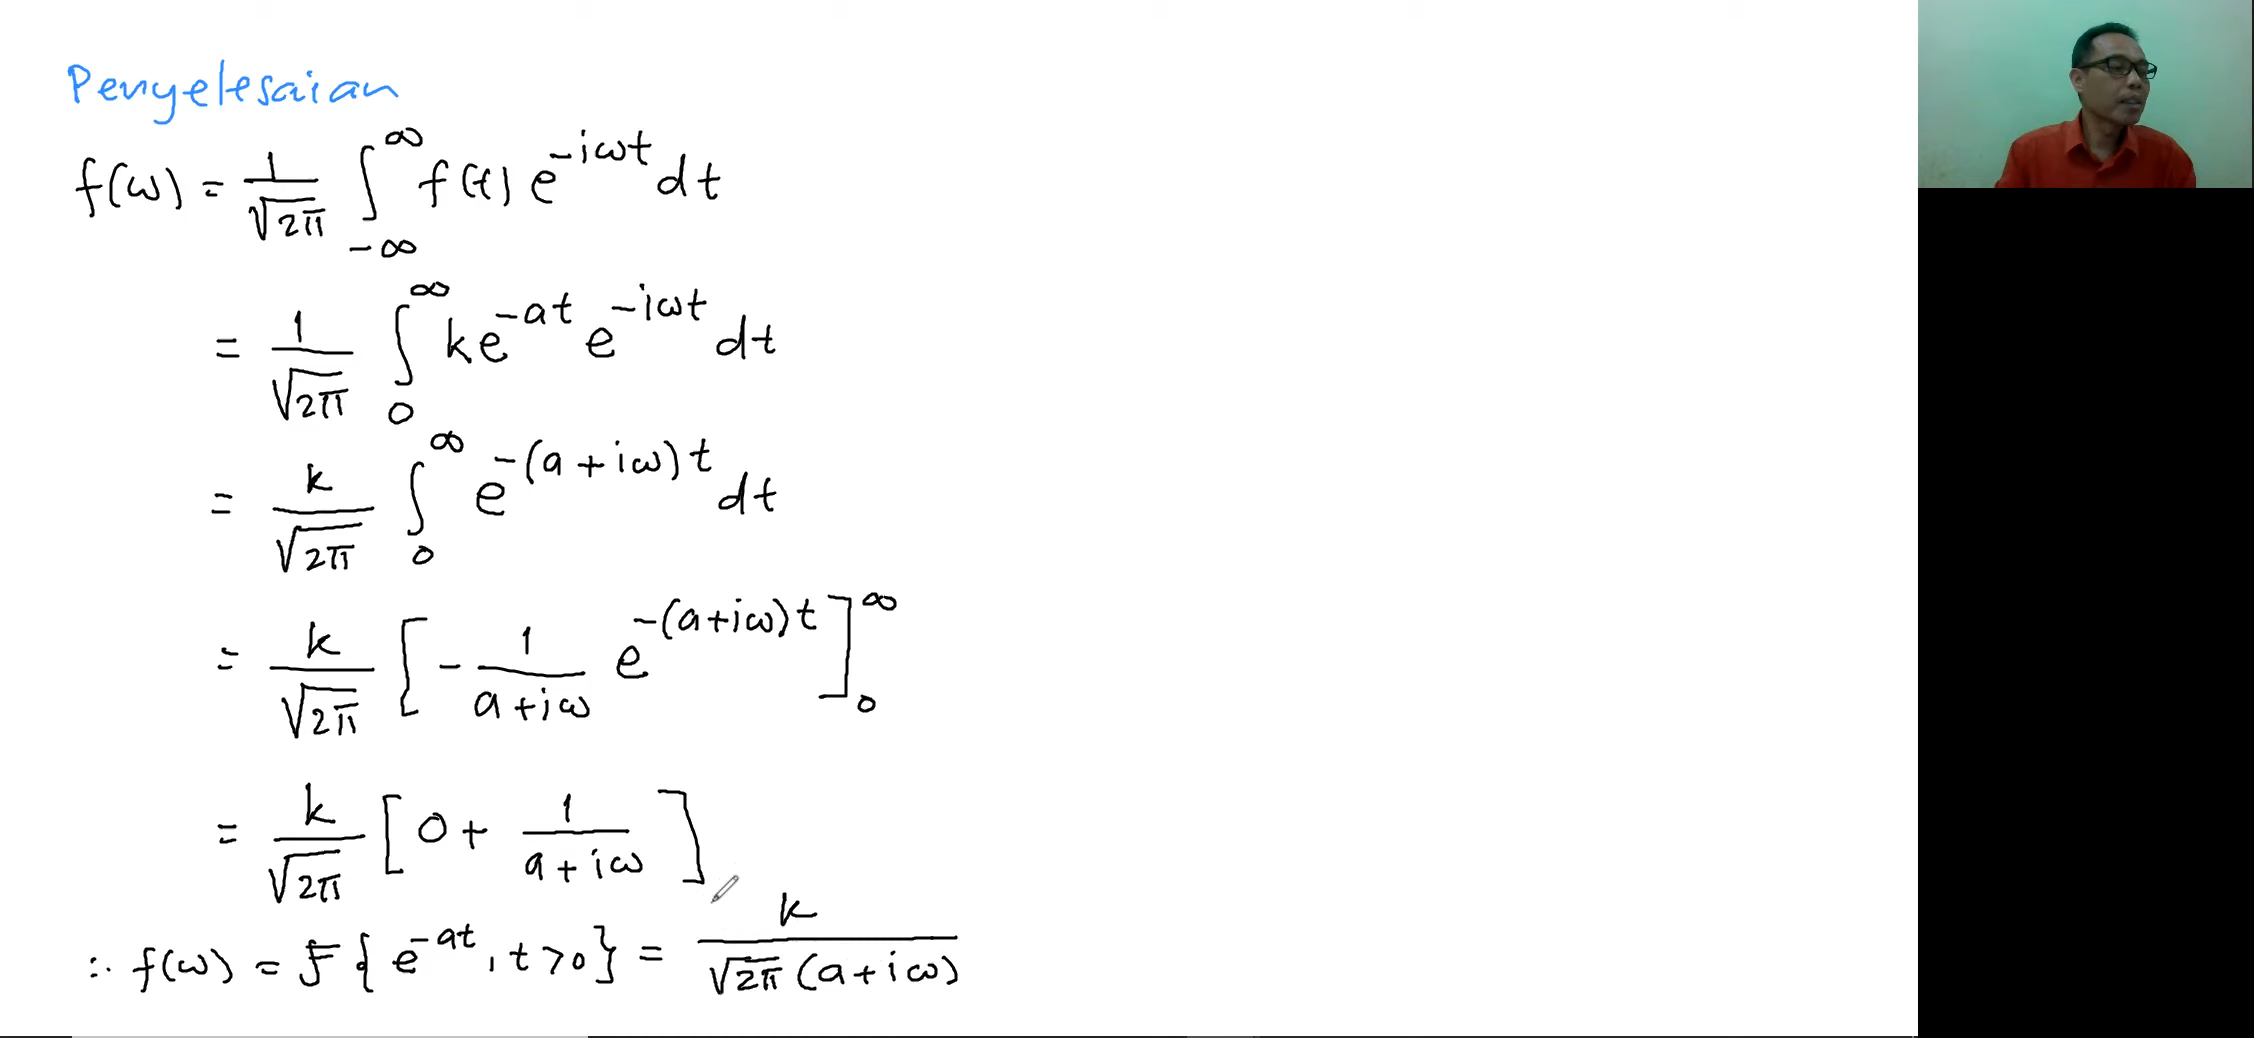 Penyelesaian
f(ω) = 1/√2π ∫_{-∞}^{∞} f(t) e^{-iωt} dt
= 1/√2π ∫_0^∞ ke^{-at} e^{-iωt} dt
= k/√2π ∫_0^∞ e^{-(a+iω)t} dt
= k/√2π [ - 1/(a+iω) e^{-(a+iω)t} ]_0^∞
= k/√2π [ 0 + 1/(a+iω) ]
∴ f(ω) = F{ e^{-at}, t>0 } = k/(√2π (a+iω))